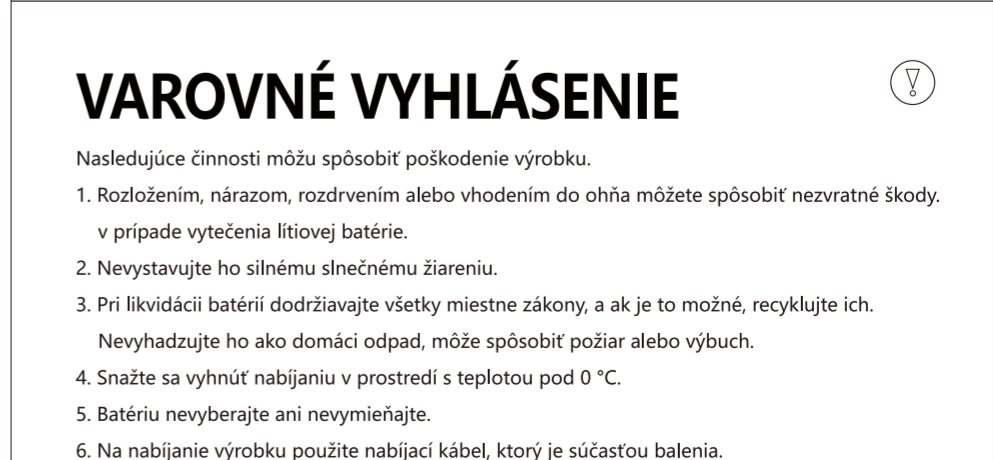 VAROVNÉ VYHLÁSENIE
Nasledujúce činnosti môžu spôsobiť poškodenie výrobku.
1. Rozložením, nárazom, rozdrvením alebo vhodením do ohňa môžete spôsobiť nezvratné škody.
v prípade vytečenia lítiovej batérie.
2. Nevystavujte ho silnému slnečnému žiareniu.
3. Pri likvidácii batérií dodržiavajte všetky miestne zákony, a ak je to možné, recyklujte ich.
Nevyhadzujte ho ako domáci odpad, môže spôsobiť požiar alebo výbuch.
4. Snažte sa vyhnúť nabíjaniu v prostredí s teplotou pod 0 °C.
5. Batériu nevyberajte ani nevymieňajte.
6. Na nabíjanie výrobku použite nabíjací kábel, ktorý je súčasťou balenia.